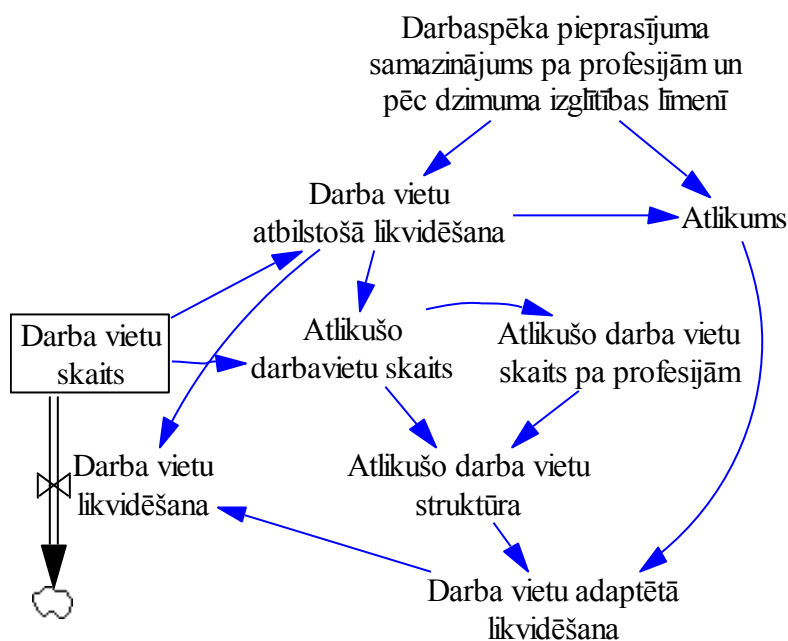 Darbaspēka pieprasījuma
samazinājums pa profesijām un
pēc dzimuma izglītības līmenī
Darba vietu
atbilstošā likvidēšana
Atlikums
Darba vietu
skaits
Atlikušo
darbavietu skaits
Atlikušo darba vietu
skaits pa profesijām
Darba vietu
likvidēšana
Atlikušo darba vietu
struktūra
Darba vietu adaptētā
likvidēšana